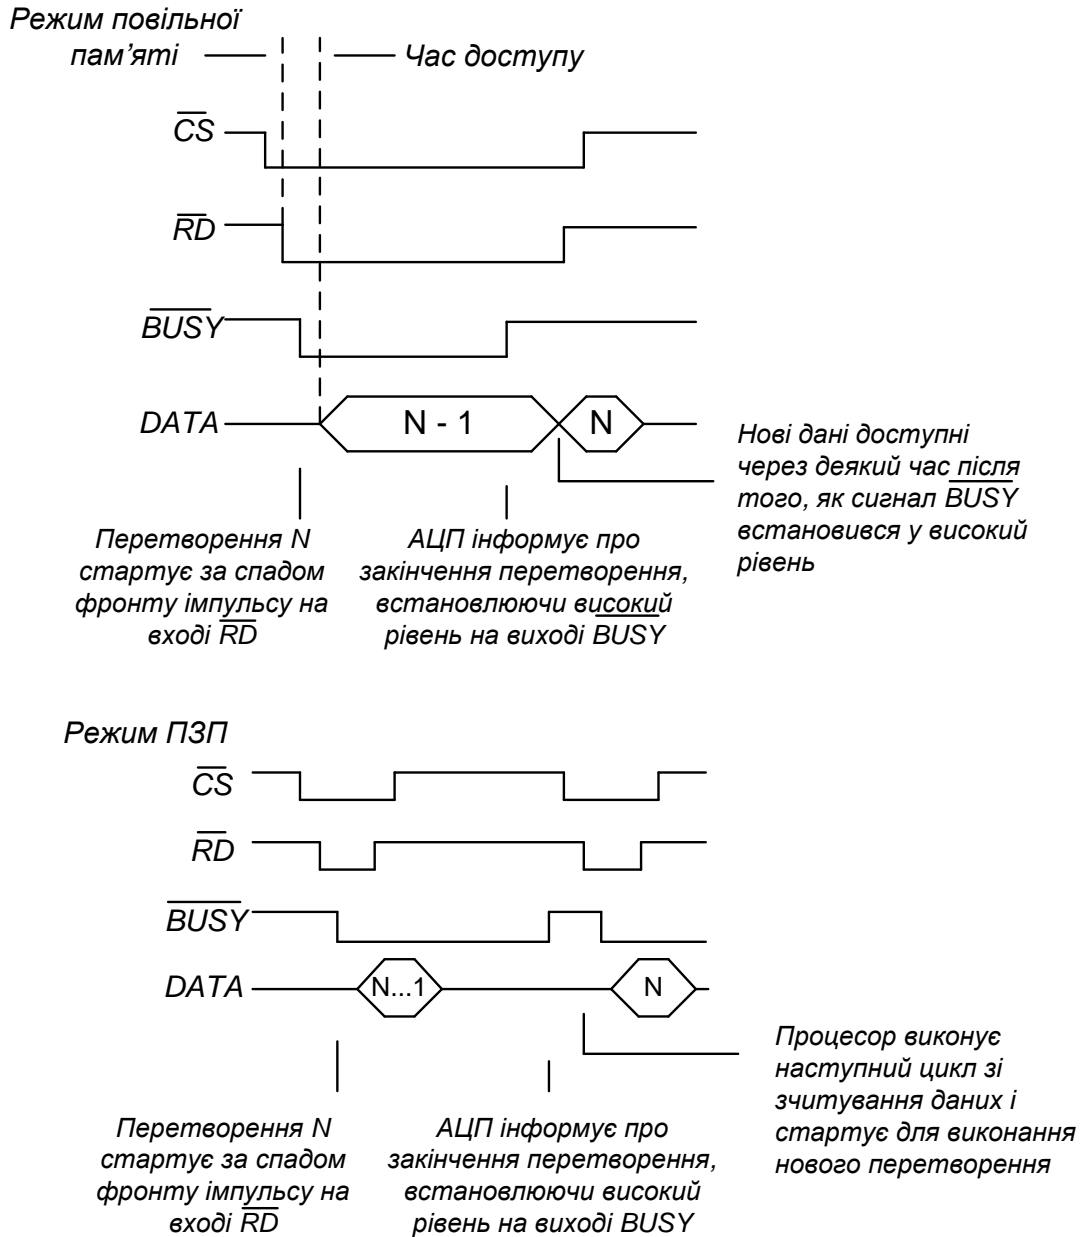 Режим повільної
пам’яті
Час доступу
CS
RD
BUSY
DATA
N - 1
N
Нові дані доступні
через деякий час після
того, як сигнал BUSY
встановився у високий
рівень
Перетворення N
стартує за спадом
фронту імпульсу на
вході RD
АЦП інформує про
закінчення перетворення,
встановлюючи високий
рівень на виході BUSY
Режим ПЗП
CS
RD
BUSY
DATA
N...1
N
Процесор виконує
наступний цикл зі
зчитування даних і
стартує для виконання
нового перетворення
Перетворення N
стартує за спадом
фронту імпульсу на
вході RD
АЦП інформує про
закінчення перетворення,
встановлюючи високий
рівень на виході BUSY